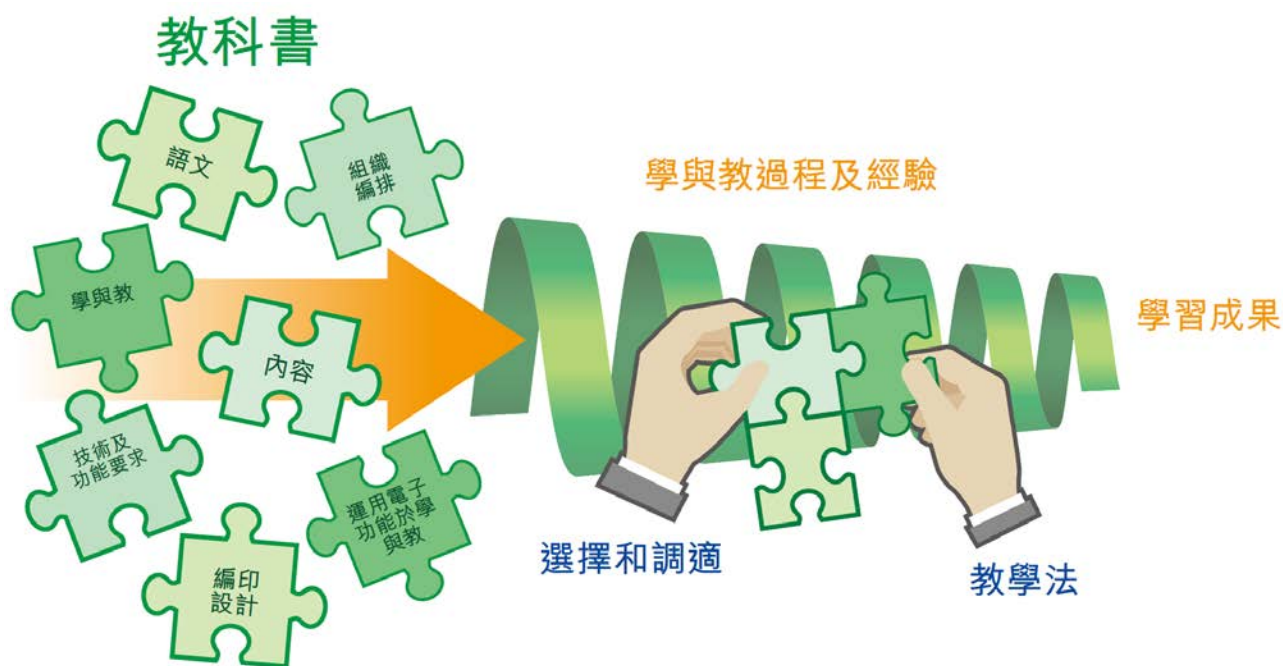 教科書
語文
組織
編排
學與教
內容
技術及
功能要求
運用電子
功能於學
與教
編印
設計
學與教過程及經驗
學習成果
選擇和調適
教學法